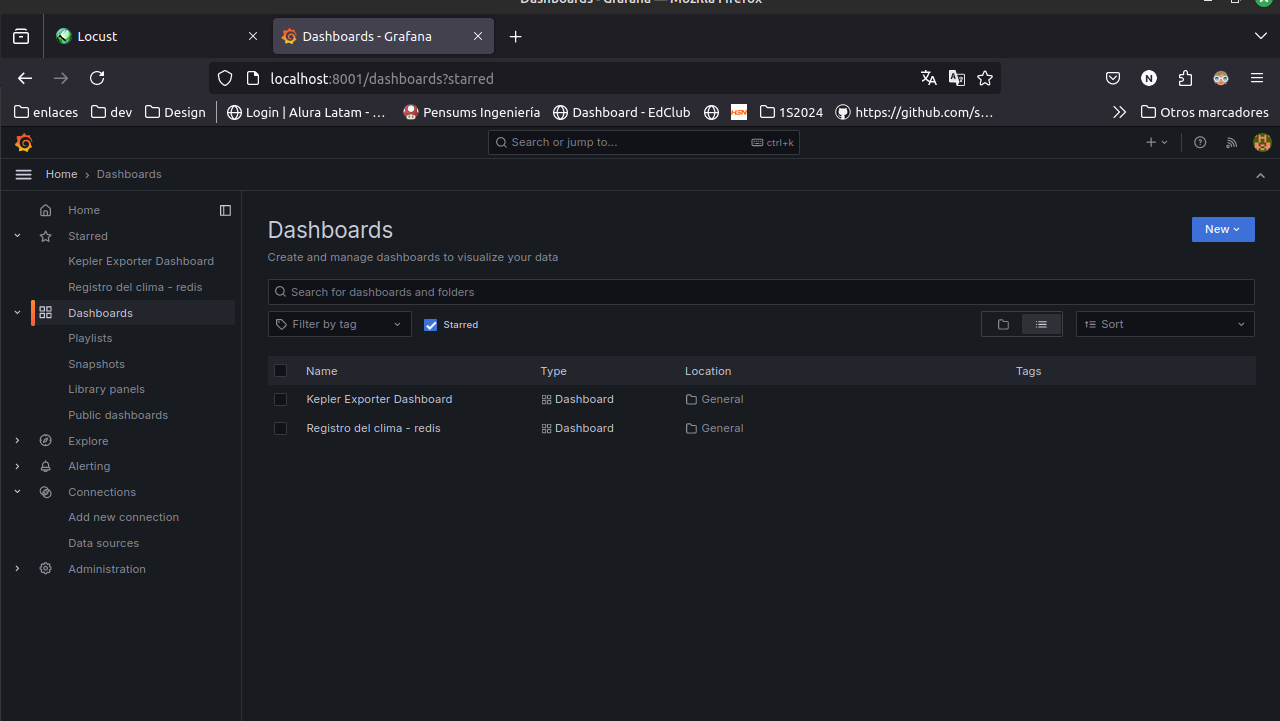 Dashboards - Grafana — Mozilla Firefox
Locust
Dashboards - Grafana
localhost:8001/dashboards?starred
enlaces
dev
Design
Login | Alura Latam - ...
Pensums Ingeniería
Dashboard - EdClub
1S2024
https://github.com/s...
Otros marcadores
Search or jump to...
ctrl+k
Home › Dashboards
Home
Starred
Kepler Exporter Dashboard
Registro del clima - redis
Dashboards
Playlists
Snapshots
Library panels
Public dashboards
Explore
Alerting
Connections
Add new connection
Data sources
Administration
Dashboards
New
Create and manage dashboards to visualize your data
Search for dashboards and folders
Filter by tag
Starred
Sort
Name Type Location Tags
Kepler Exporter Dashboard Dashboard General
Registro del clima - redis Dashboard General